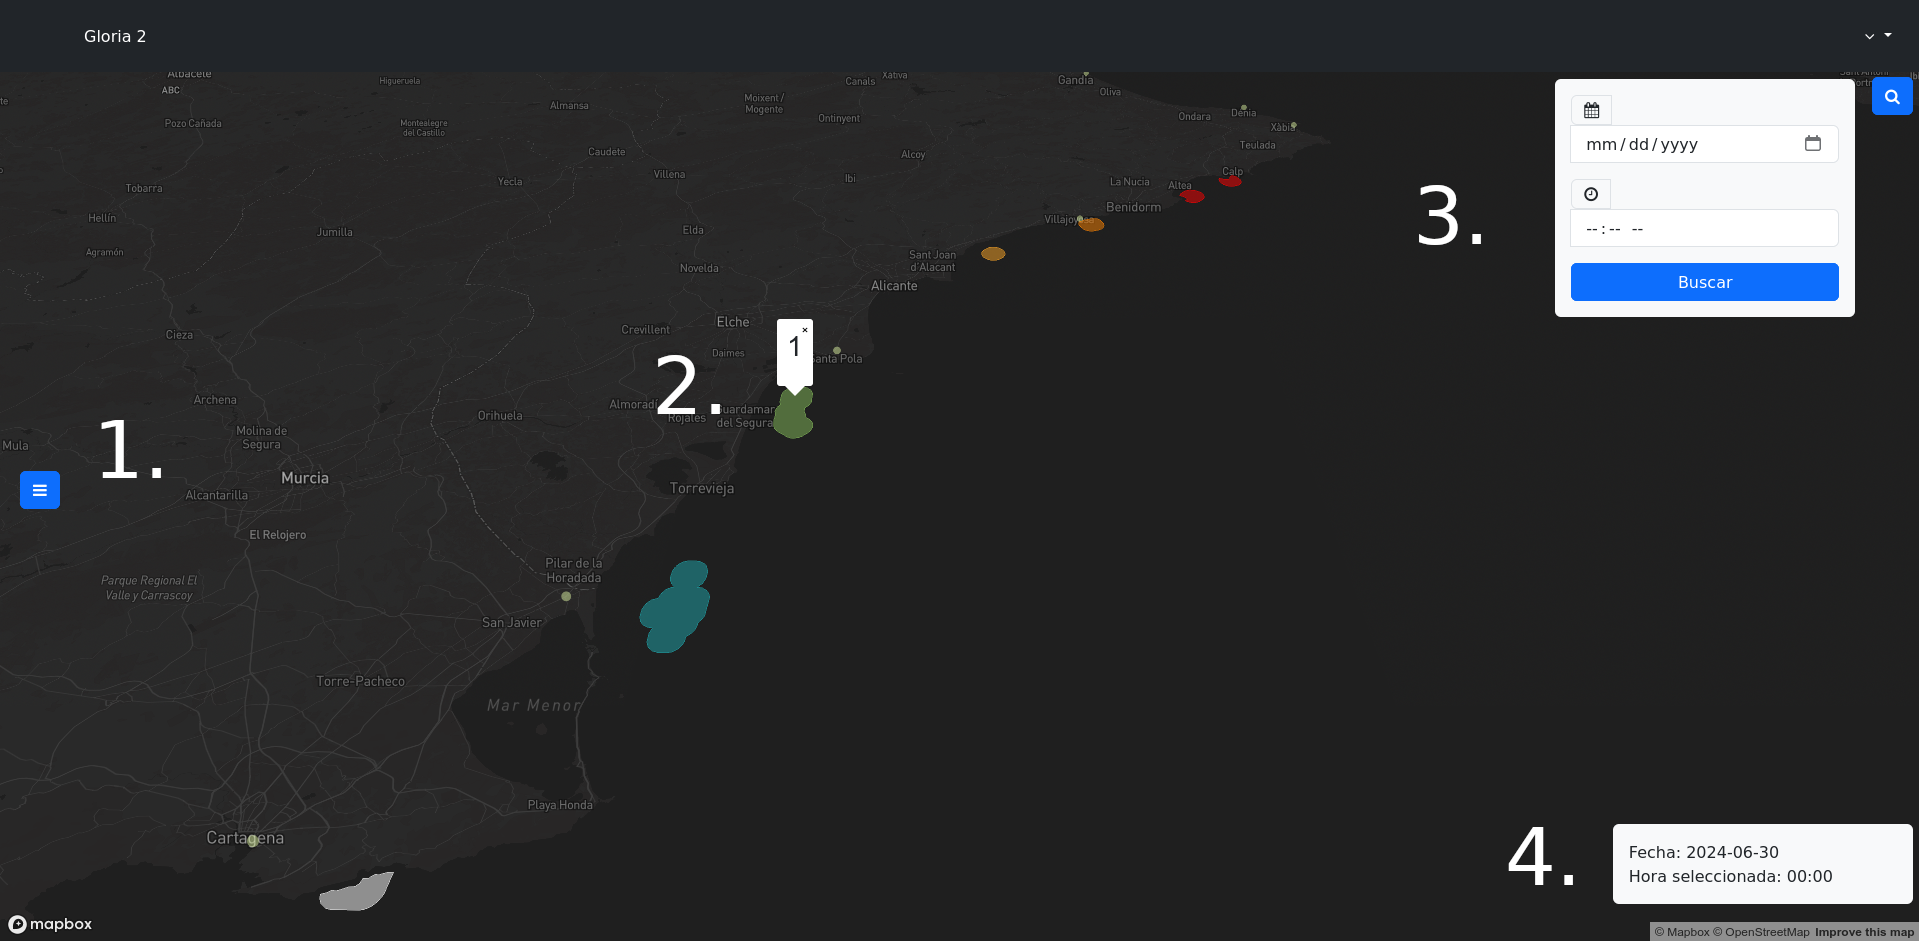 Gloria 2
Albacete
ABC
Higueruela
Canals
Xativa
Gandia
Oliva
Almansa
Moixent /
Mogente
Ontinyent
Pozo Cañada
Montealegre
del Castillo
Ondara
Denia
Xàbia
Teulada
Caudete
Alcoy
Calp
Yecla
Villena
Ibi
La Nucia
Altea
Tobarra
Benidorm
Hellín
Jumilla
Elda
Agramón
Novelda
Sant Joan
d'Alacant
Alicante
mm/dd/yyyy
--:-- --
Buscar
3.
Cieza
Crevillent
Elche
Daimes
×
1
Santa Pola
2.
Archena
Orihuela
Almoradí
Rojales
Guardamar
del Segura
1.
Mula
Molina de
Segura
Murcia
Alcantarilla
Torrevieja
El Relojero
Parque Regional El
Valle y Carrascoy
Pilar de la
Horadada
San Javier
Torre-Pacheco
Mar Menor
Playa Honda
Cartagena
4.
Fecha: 2024-06-30
Hora seleccionada: 00:00
mapbox
© Mapbox © OpenStreetMap Improve this map